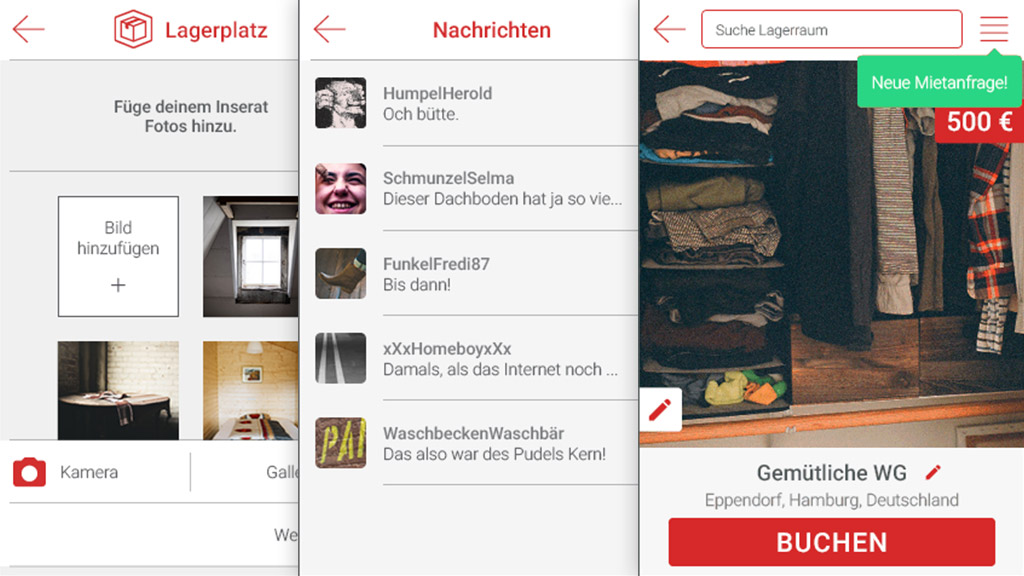 Lagerplatz
Füge deinem Inserat
Fotos hinzu.
Bild
hinzufügen
+
Kamera
Galle
We
Nachrichten
HumpelHerold
Och bütte.
SchmunzelSelma
Dieser Dachboden hat ja so vie...
FunkelFredi87
Bis dann!
xXxHomeboyxXx
Damals, als das Internet noch ...
PAR
WaschbeckenWaschbär
Das also war des Pudels Kern!
Suche Lagerraum
Neue Mietanfrage!
500 €
Gemütliche WG
Eppendorf, Hamburg, Deutschland
BUCHEN